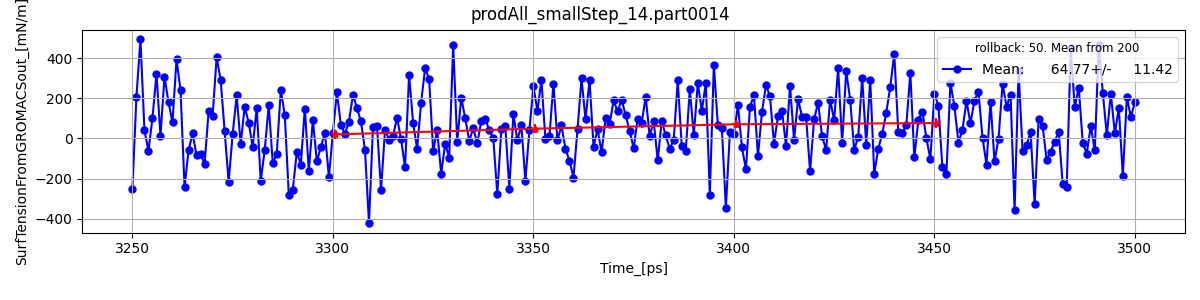 prodAll_smallStep_14.part0014
SurfTensionFromGROMACSout_[mN/m]
400
200
0
−200
−400
rollback: 50. Mean from 200
Mean: 64.77+/- 11.42
3250 3300 3350 3400 3450 3500
Time_[ps]